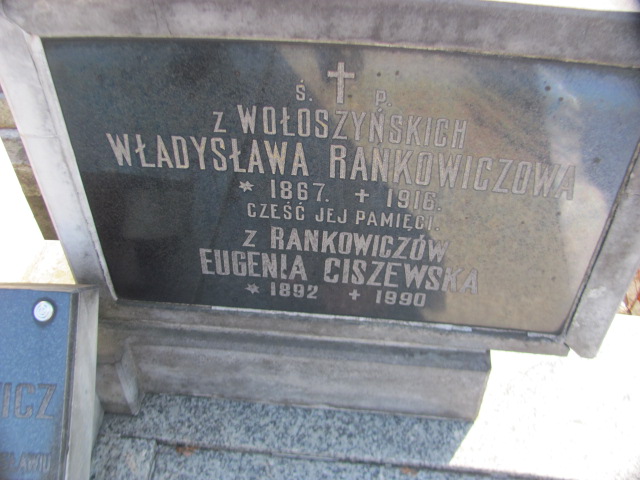 Ś. P.
Z WOŁOSZYŃSKICH
WŁADYSŁAWA RANKOWICZOWA
* 1867. + 1916.
CZEŚĆ JEJ PAMIĘCI.
Z RANKOWICZÓW
EUGENIA CISZEWSKA
* 1892 + 1990
ICZ